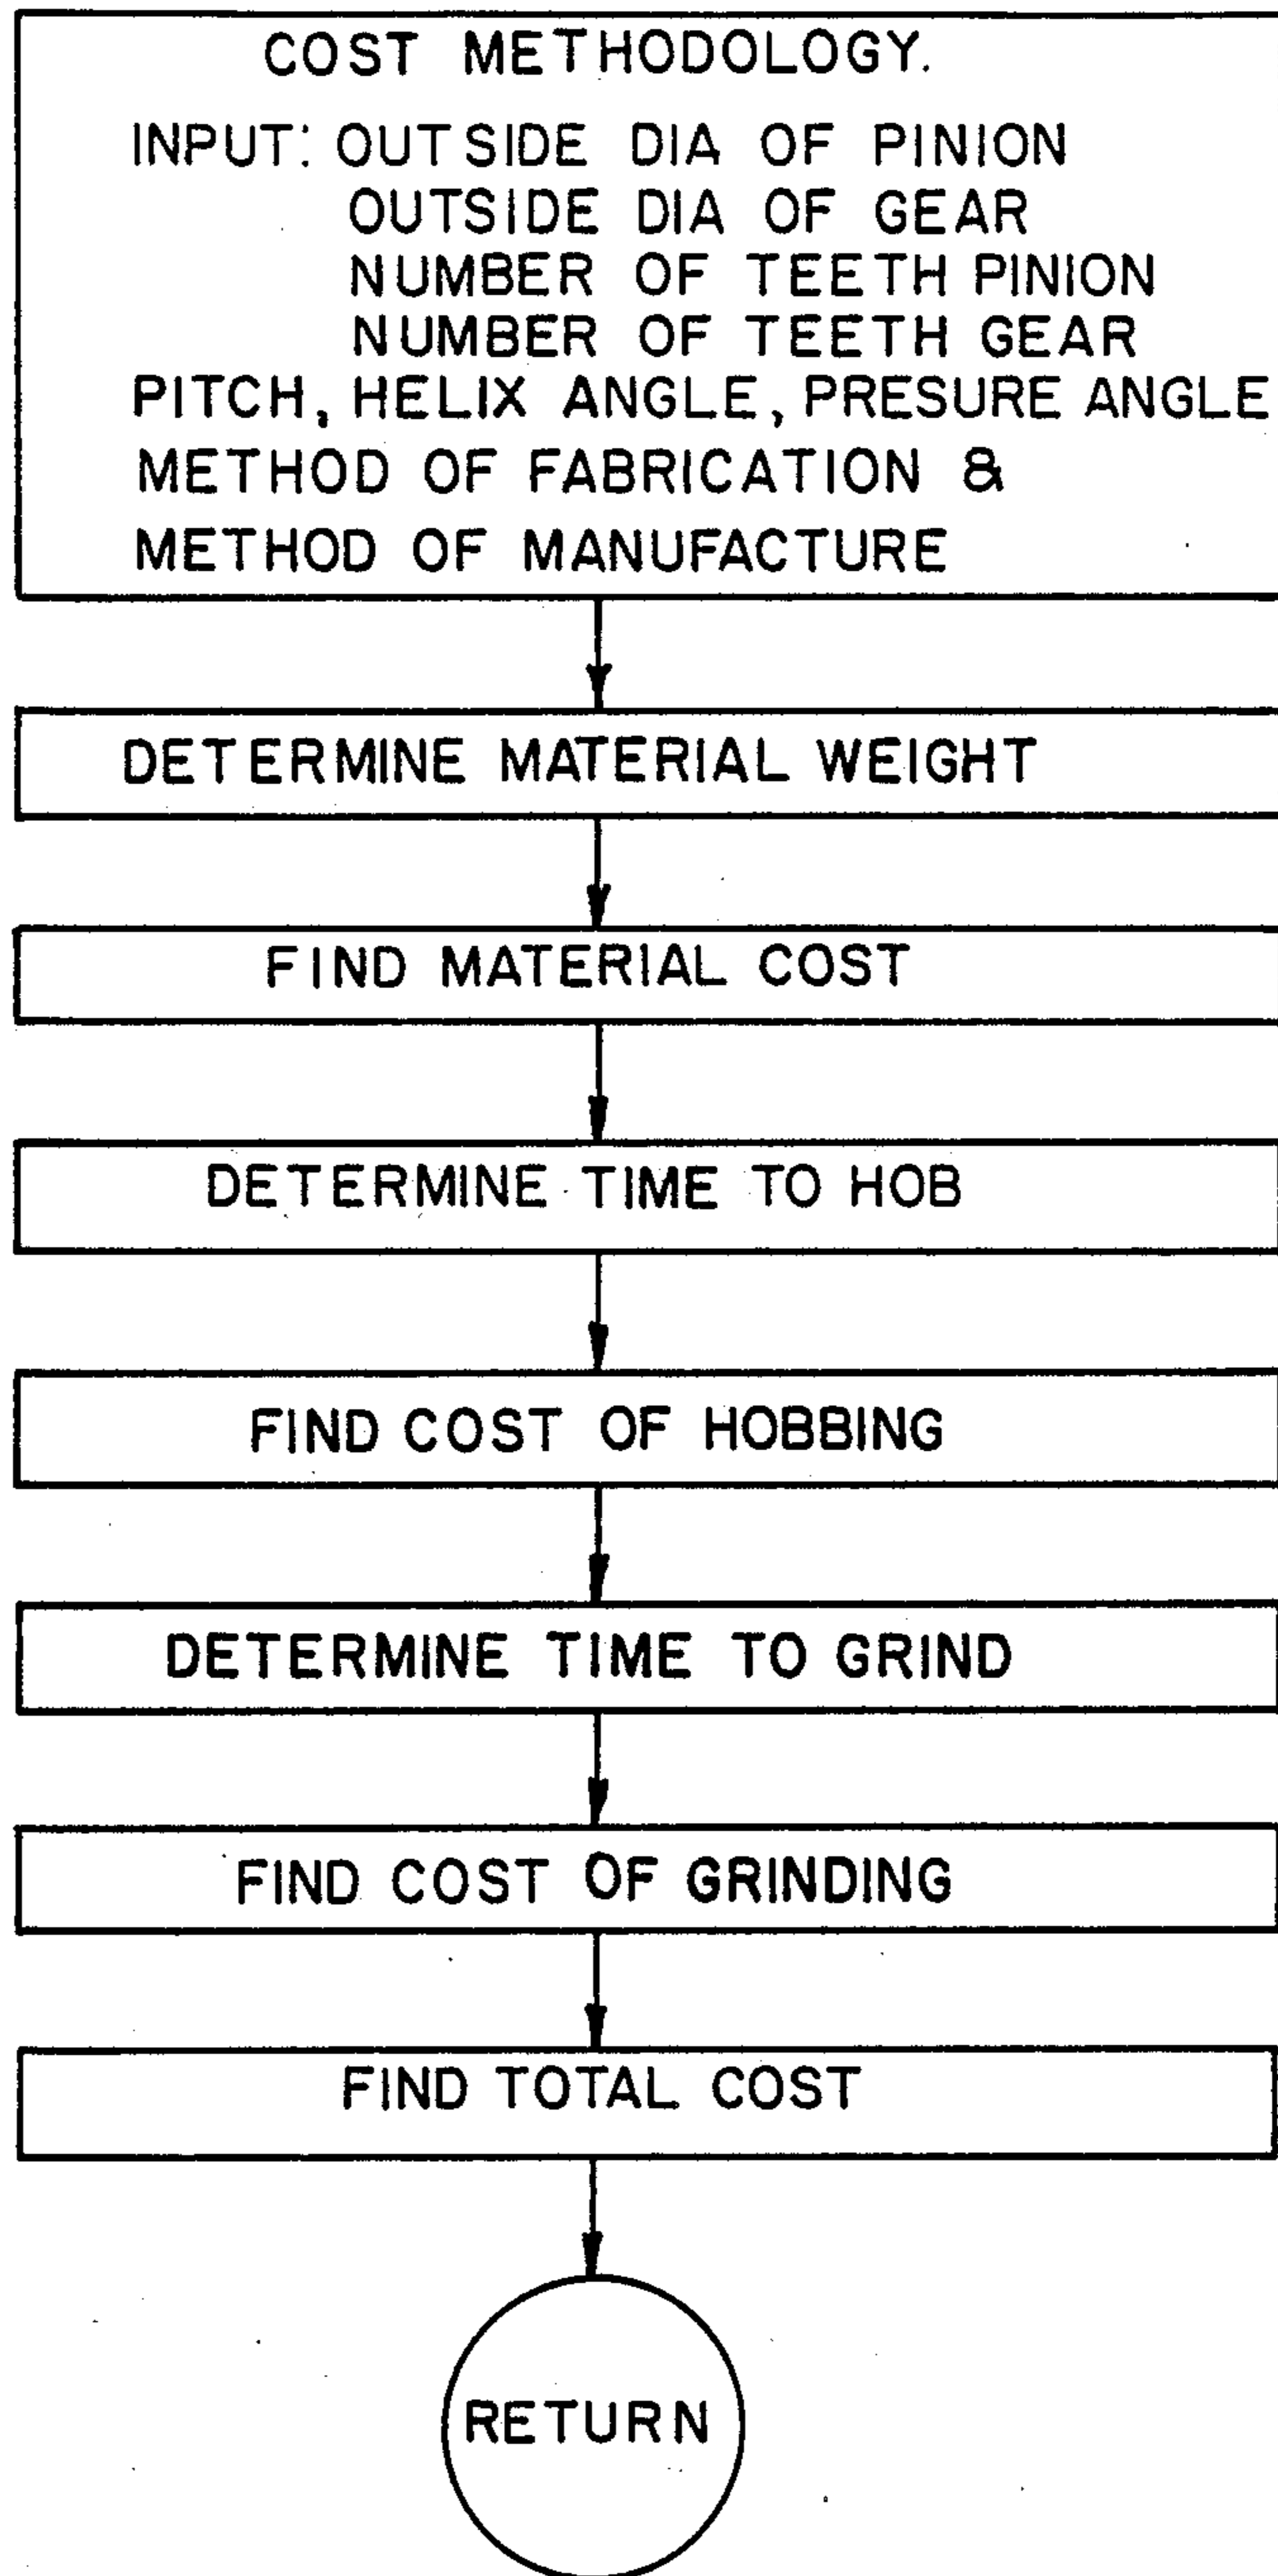 COST METHODOLOGY.
INPUT: OUTSIDE DIA OF PINION
OUTSIDE DIA OF GEAR
NUMBER OF TEETH PINION
NUMBER OF TEETH GEAR
PITCH, HELIX ANGLE, PRESURE ANGLE
METHOD OF FABRICATION &
METHOD OF MANUFACTURE
DETERMINE MATERIAL WEIGHT
FIND MATERIAL COST
DETERMINE TIME TO HOB
FIND COST OF HOBBING
DETERMINE TIME TO GRIND
FIND COST OF GRINDING
FIND TOTAL COST
RETURN